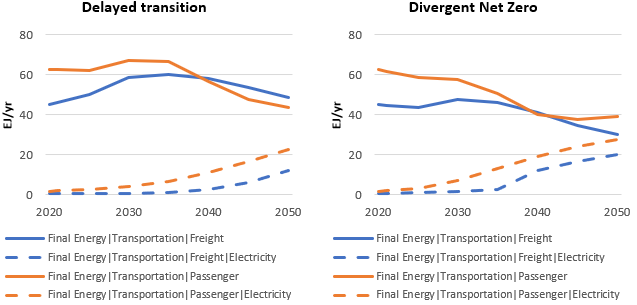 Delayed transition
80
60
40
20
0
EJ/yr
2020
2030
2040
2050
Final Energy|Transportation|Freight
Final Energy|Transportation|Freight|Electricity
Final Energy|Transportation|Passenger
Final Energy|Transportation|Passenger|Electricity
Divergent Net Zero
80
60
40
20
0
EJ/yr
2020
2030
2040
2050
Final Energy|Transportation|Freight
Final Energy|Transportation|Freight|Electricity
Final Energy|Transportation|Passenger
Final Energy|Transportation|Passenger|Electricity